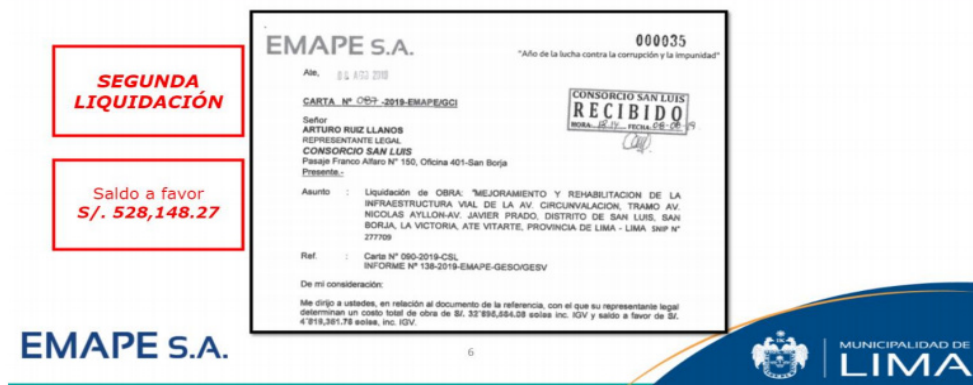 SEGUNDA
LIQUIDACIÓN
Saldo a favor
S/. 528,148.27
EMAPE S.A.
000035
"Año de la lucha contra la corrupción y la impunidad"
Ate,
CARTA Nº 087 -2019-EMAPE/GCI
CONSORCIO SAN LUIS
RECIBIDO
HORA: FECHA: 08-08-19
Señor
ARTURO RUIZ LLANOS
REPRESENTANTE LEGAL
CONSORCIO SAN LUIS
Pasaje Franco Alfaro N° 150, Oficina 401-San Borja
Presente.-
Asunto : Liquidación de OBRA: "MEJORAMIENTO Y REHABILITACION DE LA
INFRAESTRUCTURA VIAL DE LA AV. CIRCUNVALACION, TRAMO AV.
NICOLAS AYLLON-AV. JAVIER PRADO, DISTRITO DE SAN LUIS, SAN
BORJA, LA VICTORIA, ATE VITARTE, PROVINCIA DE LIMA - LIMA SNIP N°
277709
Ref. : Carta N° 090-2019-CSL
INFORME N° 138-2019-EMAPE-GESO/GESV
De mi consideración:
Me dirijo a ustedes, en relación al documento de la referencia, con el que su representante legal
determinan un costo total de obra de S/. soles inc. IGV y saldo a favor de S/.
soles, inc. IGV.
EMAPE S.A.
6
MUNICIPALIDAD DE
LIMA